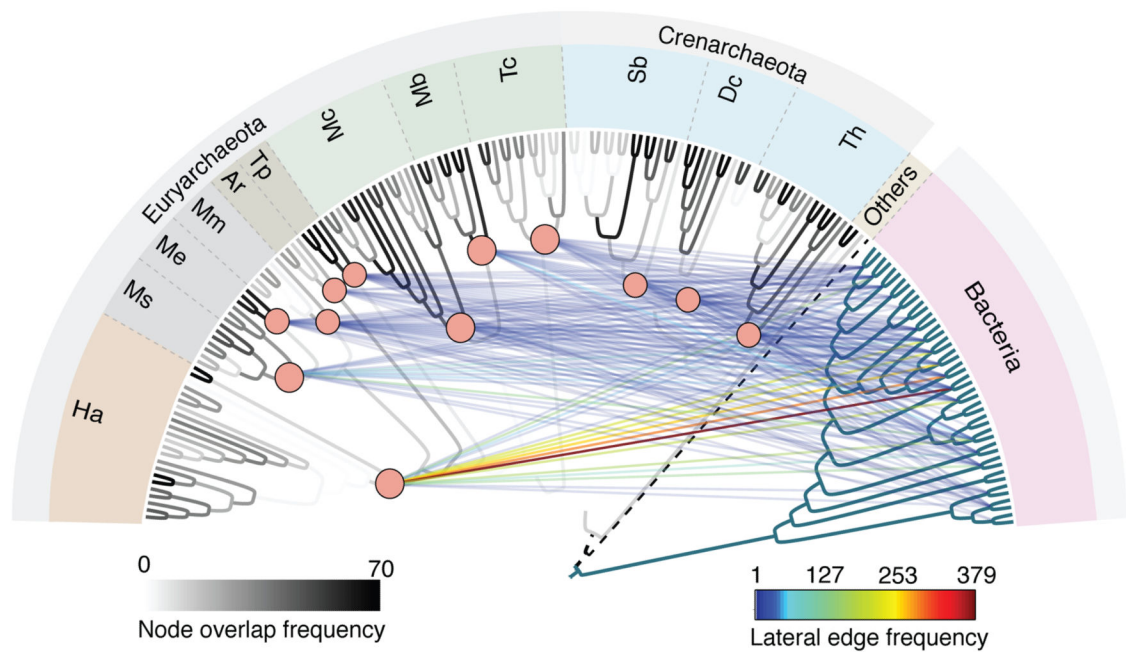 Euryarchaeota
Crenarchaeota
Ha
Ms
Me
Mm
Ar
Tp
Mc
Mb
Tc
Sb
Dc
Th
Others
Bacteria
0 70
Node overlap frequency
1 127 253 379
Lateral edge frequency